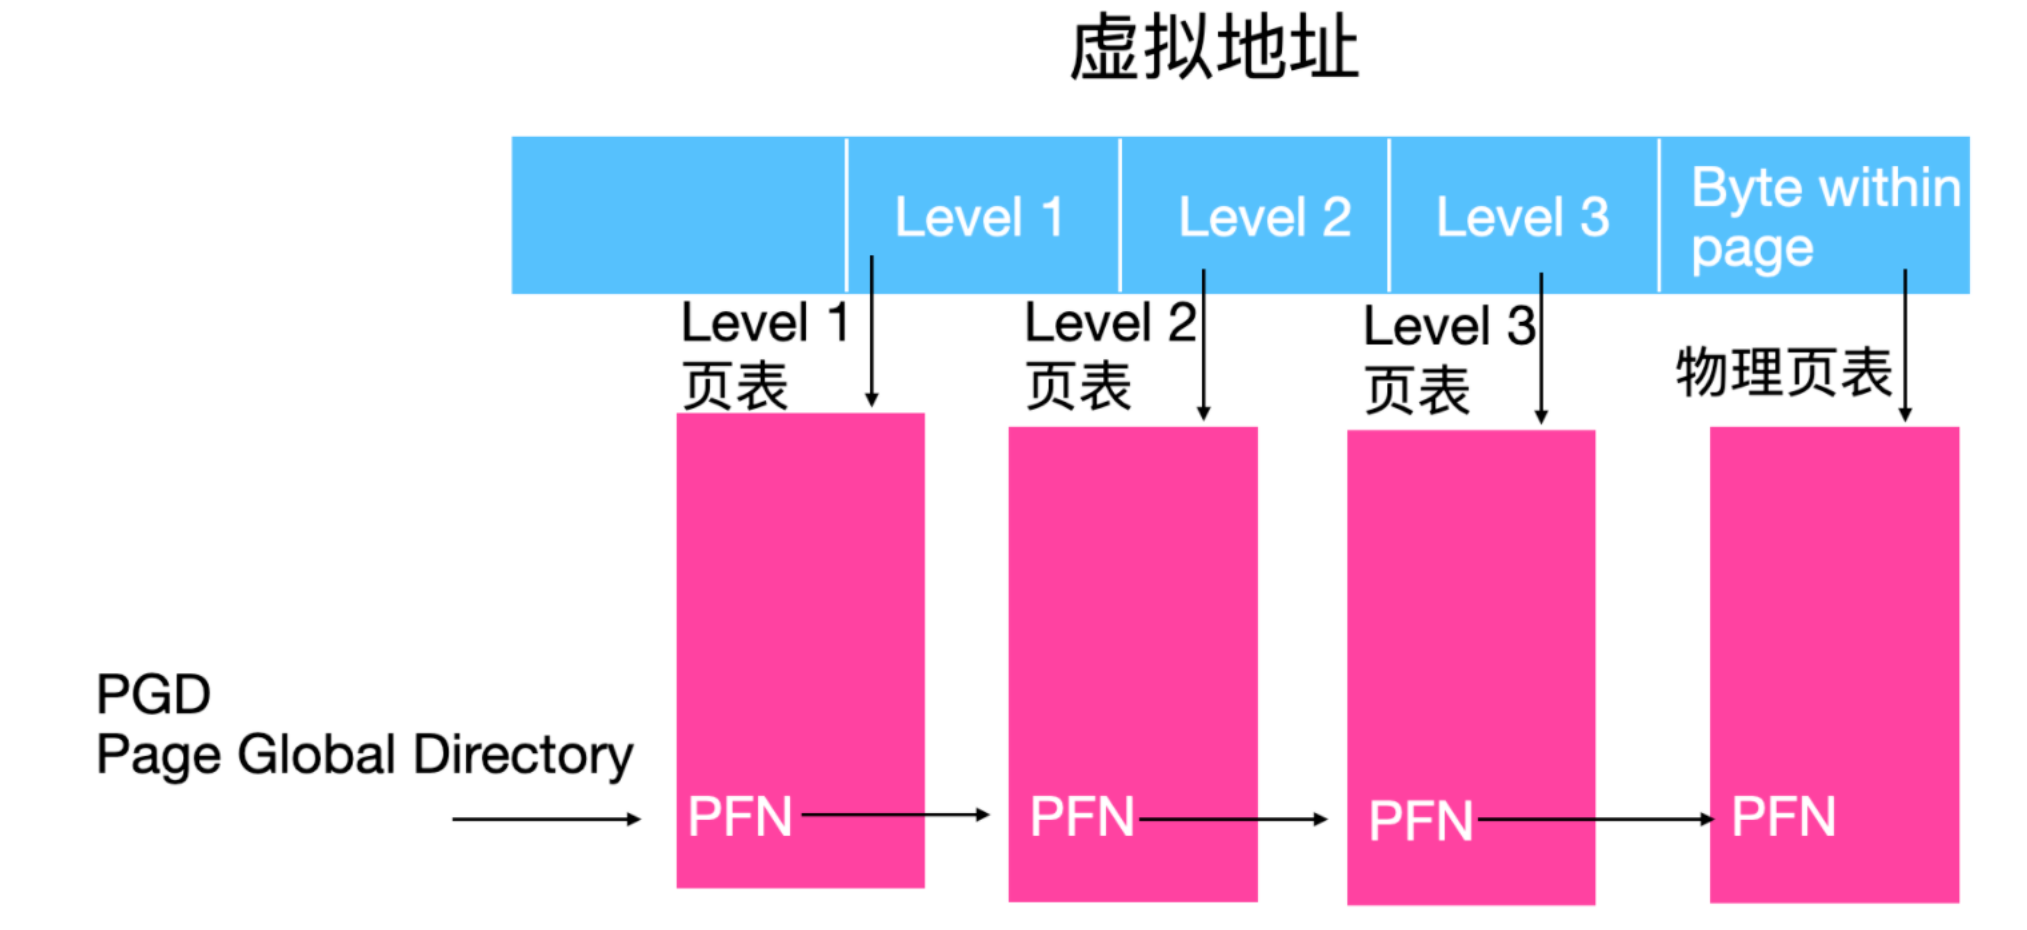 虚拟地址
Level 1
Level 2
Level 3
Byte within
page
Level 1
页表
Level 2
页表
Level 3
页表
物理页表
PGD
Page Global Directory
PFN
PFN
PFN
PFN